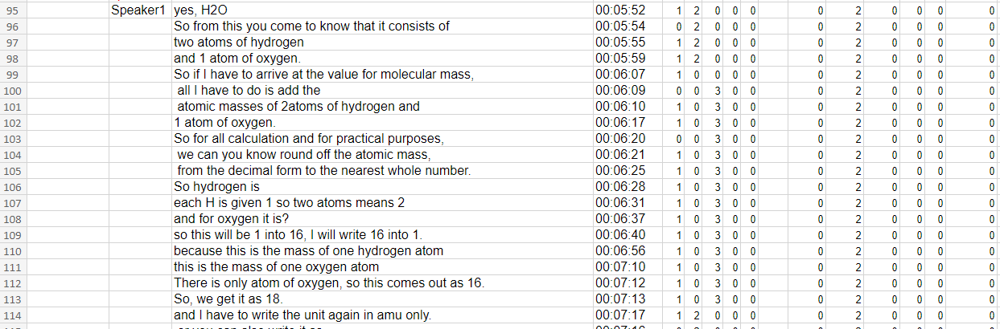 95 Speaker1 yes, H2O 00:05:52 1 2 0 0 0 0 2 0 0 0 0
96 So from this you come to know that it consists of 00:05:54 0 2 0 0 0 0 2 0 0 0 0
97 two atoms of hydrogen 00:05:55 1 2 0 0 0 0 2 0 0 0 0
98 and 1 atom of oxygen. 00:05:59 1 2 0 0 0 0 2 0 0 0 0
99 So if I have to arrive at the value for molecular mass, 00:06:07 1 0 0 0 0 0 2 0 0 0 0
100 all I have to do is add the 00:06:09 0 0 3 0 0 0 2 0 0 0 0
101 atomic masses of 2atoms of hydrogen and 00:06:10 1 0 3 0 0 0 2 0 0 0 0
102 1 atom of oxygen. 00:06:17 1 0 3 0 0 0 2 0 0 0 0
103 So for all calculation and for practical purposes, 00:06:20 0 0 3 0 0 0 2 0 0 0 0
104 we can you know round off the atomic mass, 00:06:21 1 0 3 0 0 0 2 0 0 0 0
105 from the decimal form to the nearest whole number. 00:06:25 1 0 3 0 0 0 2 0 0 0 0
106 So hydrogen is 00:06:28 1 0 3 0 0 0 2 0 0 0 0
107 each H is given 1 so two atoms means 2 00:06:31 1 0 3 0 0 0 2 0 0 0 0
108 and for oxygen it is? 00:06:37 1 0 3 0 0 0 2 0 0 0 0
109 so this will be 1 into 16, I will write 16 into 1. 00:06:40 1 0 3 0 0 0 2 0 0 0 0
110 because this is the mass of one hydrogen atom 00:06:56 1 0 3 0 0 0 2 0 0 0 0
111 this is the mass of one oxygen atom 00:07:10 1 0 3 0 0 0 2 0 0 0 0
112 There is only atom of oxygen, so this comes out as 16. 00:07:12 1 0 3 0 0 0 2 0 0 0 0
113 So, we get it as 18. 00:07:13 1 0 3 0 0 0 2 0 0 0 0
114 and I have to write the unit again in amu only. 00:07:17 1 2 0 0 0 0 2 0 0 0 0